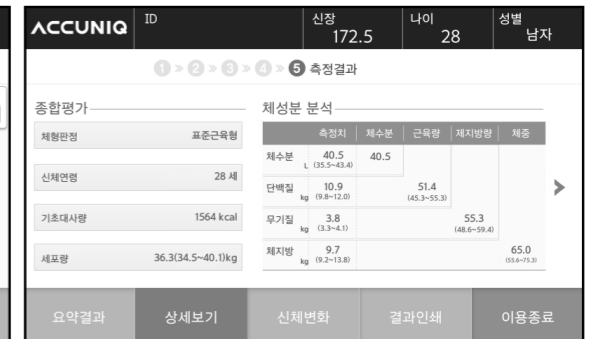 ACCUNIQ
ID
신장
172.5
나이
28
성별
남자
1 » 2 » 3 » 4 » 5 측정결과
종합평가
체형판정 표준근육형
신체연령 28 세
기초대사량 1564 kcal
세포량 36.3(34.5~40.1)kg
체성분 분석
측정치 체수분 근육량 제지방량 체중
체수분 L 40.5 40.5
(35.5~43.4)
단백질 kg 10.9 51.4
(9.8~12.0) (45.3~55.3)
무기질 kg 3.8 55.3
(3.3~4.1) (48.6~59.4)
체지방 kg 9.7 65.0
(9.2~13.8) (55.6~75.3)
요약결과 상세보기 신체변화 결과인쇄 이용종료